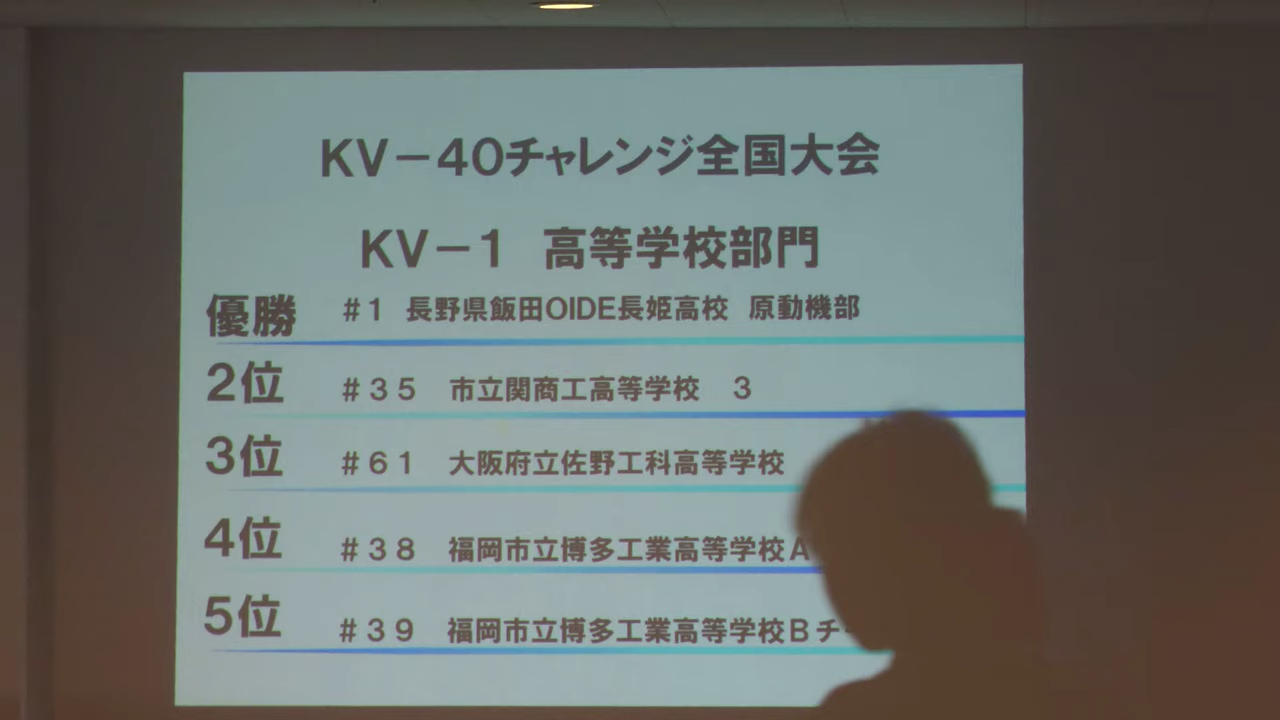 KV－40チャレンジ全国大会
KV－1 高等学校部門
優勝 ＃1 長野県飯田OIDE長姫高校 原動機部
2位 ＃35 市立関商工高等学校 3
3位 ＃61 大阪府立佐野工科高等学校
4位 ＃38 福岡市立博多工業高等学校A
5位 ＃39 福岡市立博多工業高等学校Bチ